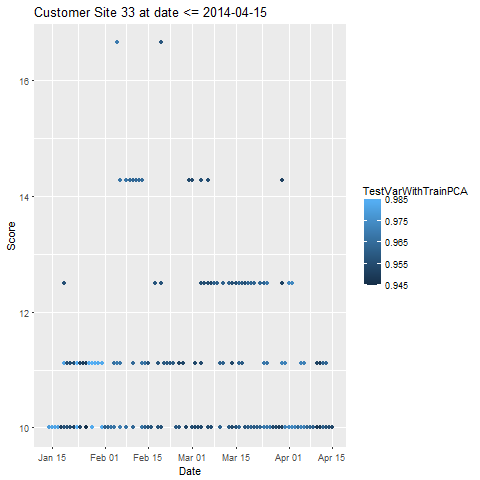 Customer Site 33 at date <= 2014-04-15
Score
16
14
12
10
Jan 15
Feb 01
Feb 15
Mar 01
Mar 15
Apr 01
Apr 15
Date
TestVarWithTrainPCA
0.985
0.975
0.965
0.955
0.945